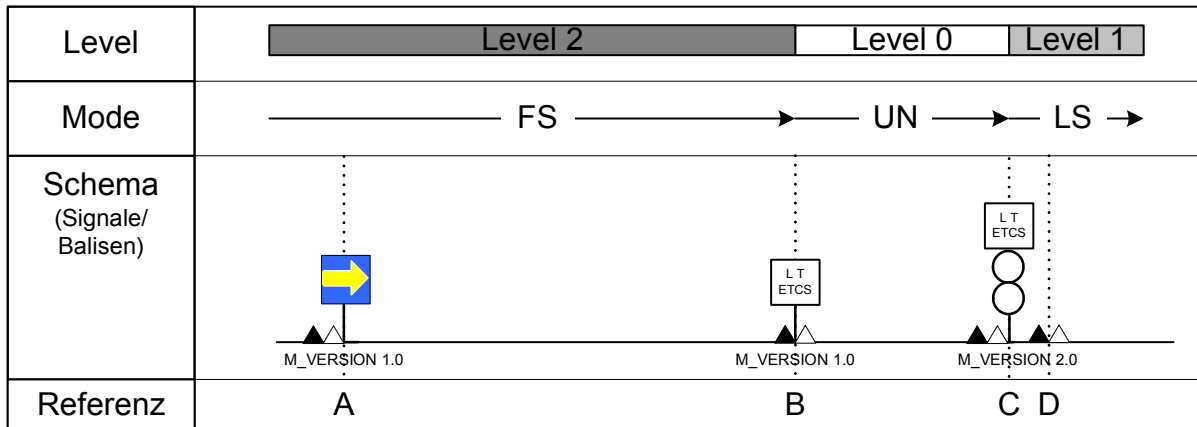 Level
Level 2
Level 0
Level 1
Mode
FS
UN
LS
Schema
(Signale/
Balisen)
L T
ETCS
L T
ETCS
M_VERSION 1.0
M_VERSION 1.0
M_VERSION 2.0
Referenz
A
B
C
D